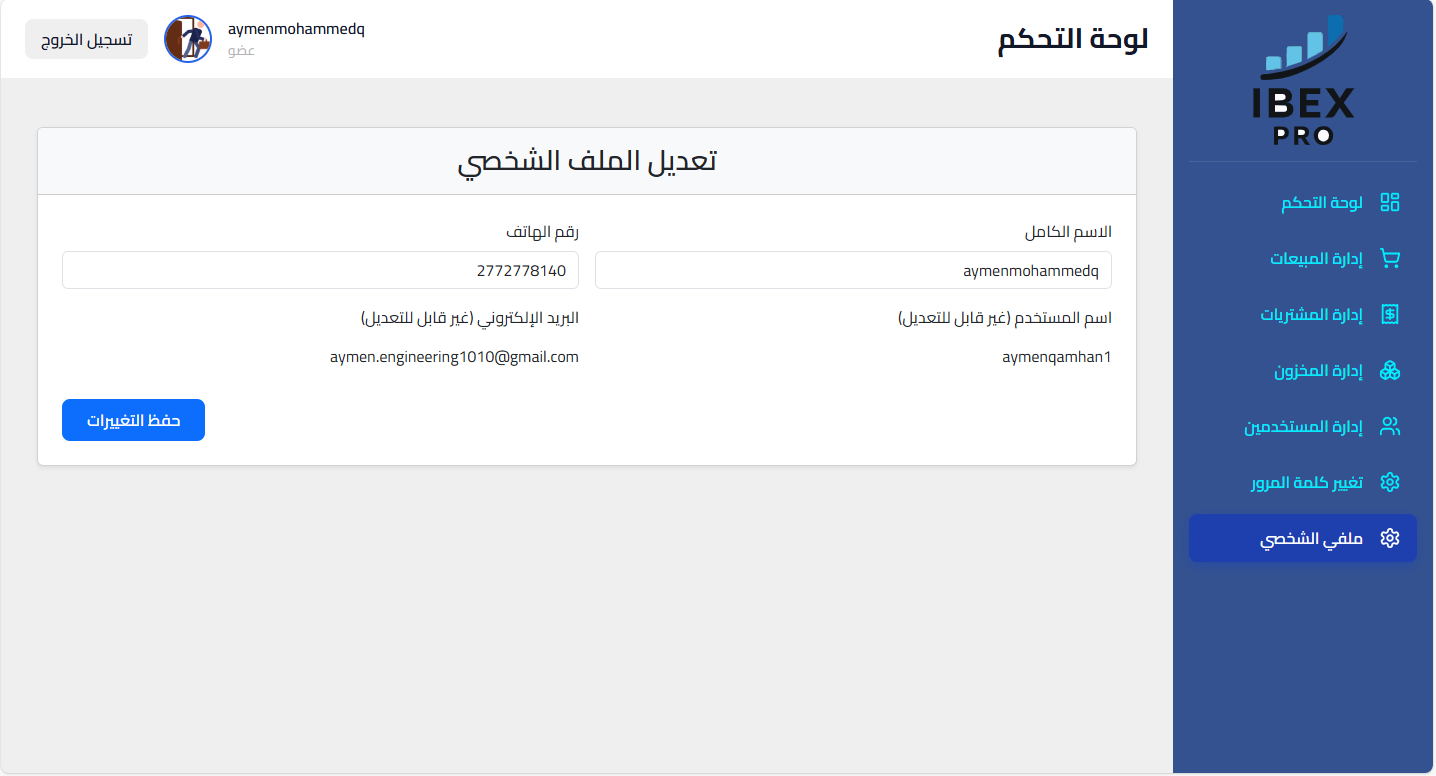 IBEX
PRO
لوحة التحكم
إدارة المبيعات
إدارة المشتريات
إدارة المخزون
إدارة المستخدمين
تغيير كلمة المرور
ملفي الشخصي
لوحة التحكم
aymenmohammedq
عضو
تسجيل الخروج
تعديل الملف الشخصي
الاسم الكامل
aymenmohammedq
رقم الهاتف
2772778140
اسم المستخدم (غير قابل للتعديل)
aymenqamhan1
البريد الإلكتروني (غير قابل للتعديل)
aymen.engineering1010@gmail.com
حفظ التغييرات